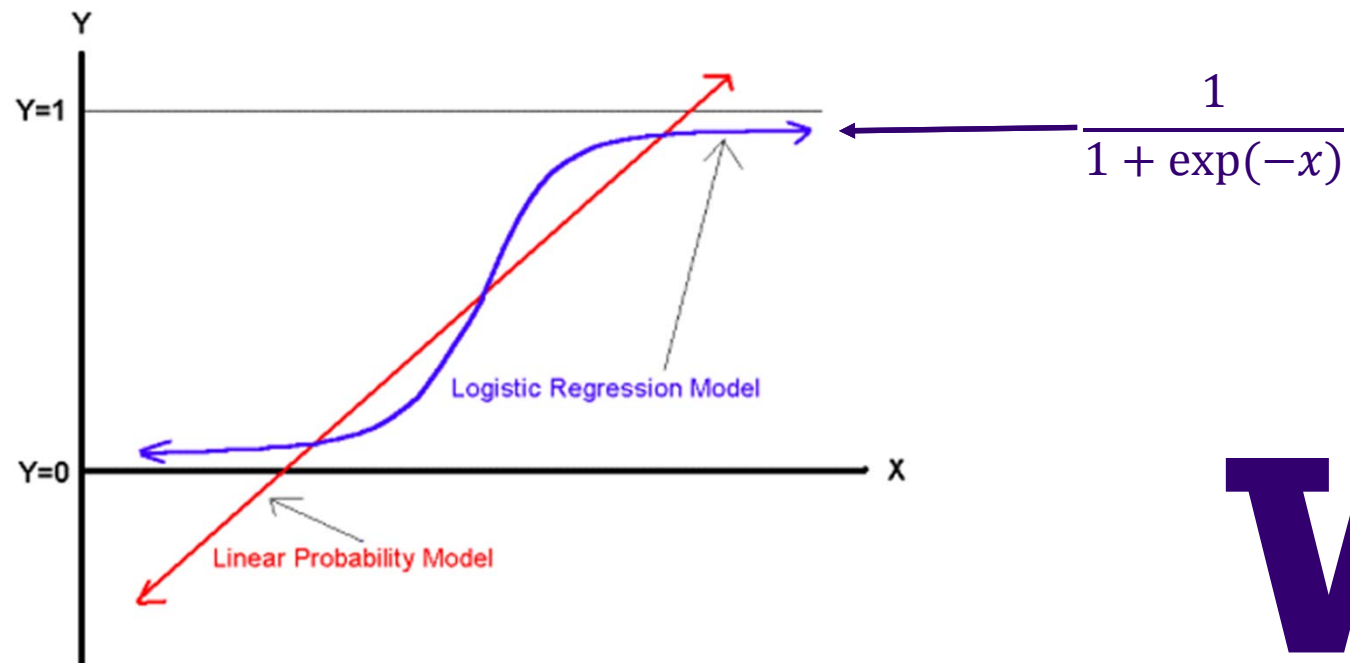 Y
Y=1
1
1 + exp(−x)
Logistic Regression Model
Y=0
X
Linear Probability Model
W